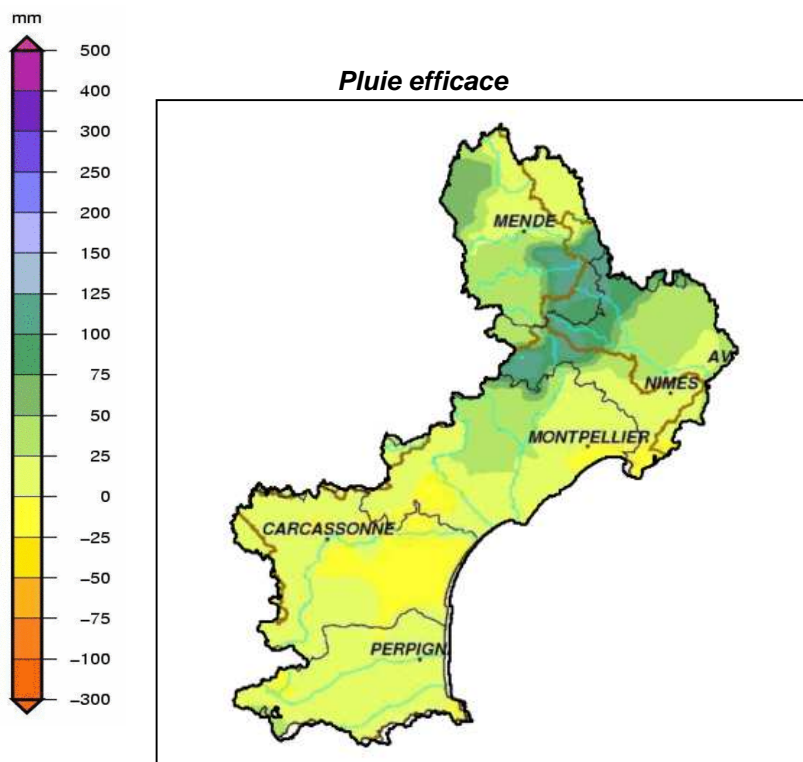 mm
500
400
300
250
200
150
125
100
75
50
25
0
-25
-50
-75
-100
-300
Pluie efficace
MENDE
AV
NIMES
MONTPELLIER
CARCASSONNE
PERPIGN